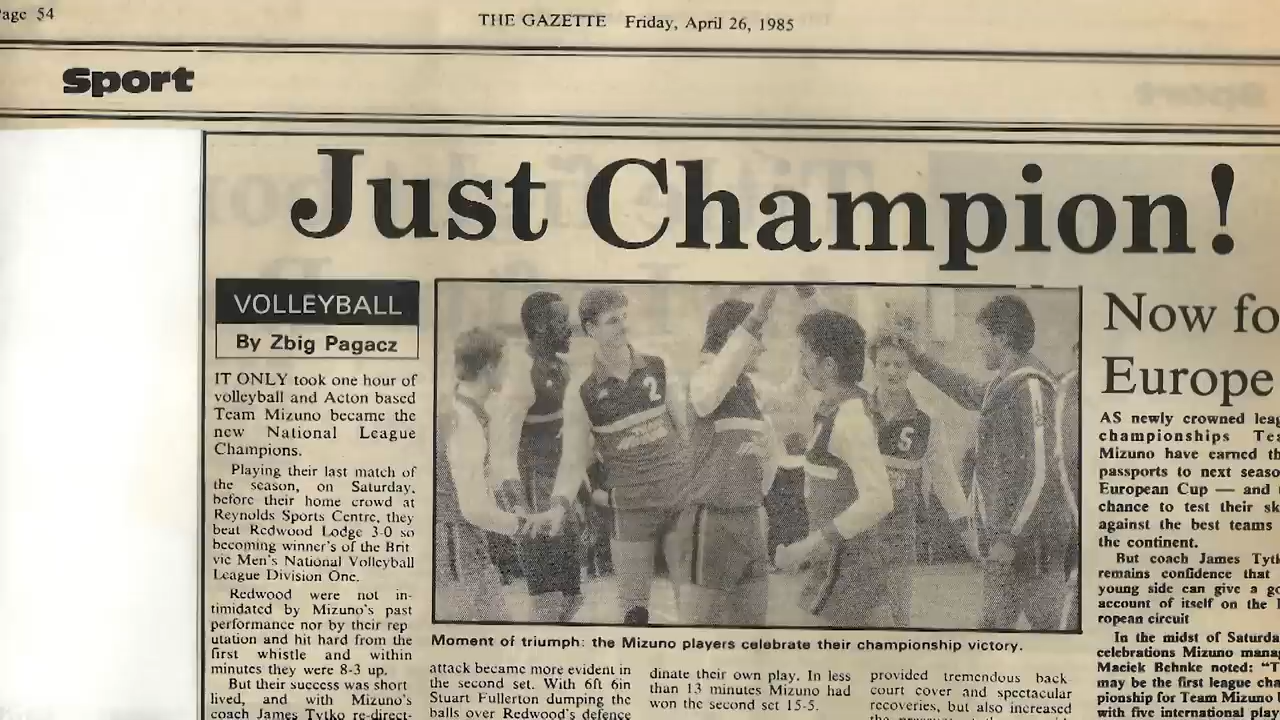 Page 54
THE GAZETTE Friday, April 26, 1985
Sport
Just Champion!
VOLLEYBALL
By Zbig Pagacz
IT ONLY took one hour of
volleyball and Acton based
Team Mizuno became the
new National League
Champions.
Playing their last match of
the season, on Saturday,
before their home crowd at
Reynolds Sports Centre, they
beat Redwood Lodge 3-0 so
becoming winner's of the Brit
vic Men's National Volleyball
League Division One.
Redwood were not in-
timidated by Mizuno's past
performance nor by their rep
utation and hit hard from the
first whistle and within
minutes they were 8-3 up.
But their success was short
lived, and with Mizuno's
coach James Tytko re-direct-
2
5
Moment of triumph: the Mizuno players celebrate their championship victory.
attack became more evident in
the second set. With 6ft 6in
Stuart Fullerton dumping the
balls over Redwood's defence
dinate their own play. In less
than 13 minutes Mizuno had
won the second set 15-5.
provided tremendous back
court cover and spectacular
recoveries, but also increased
Now fo
Europe
AS newly crowned leag
championships Tea
Mizuno have earned th
passports to next seaso
European Cup — and
chance to test their sk
against the best teams
the continent.
But coach James Tytk
remains confidence that
young side can give a go
account of itself on the
ropean circuit
In the midst of Saturda
celebrations Mizuno mana
Maciek Behnke noted: "T
may be the first league cha
pionship for Team Mizuno
with five international play